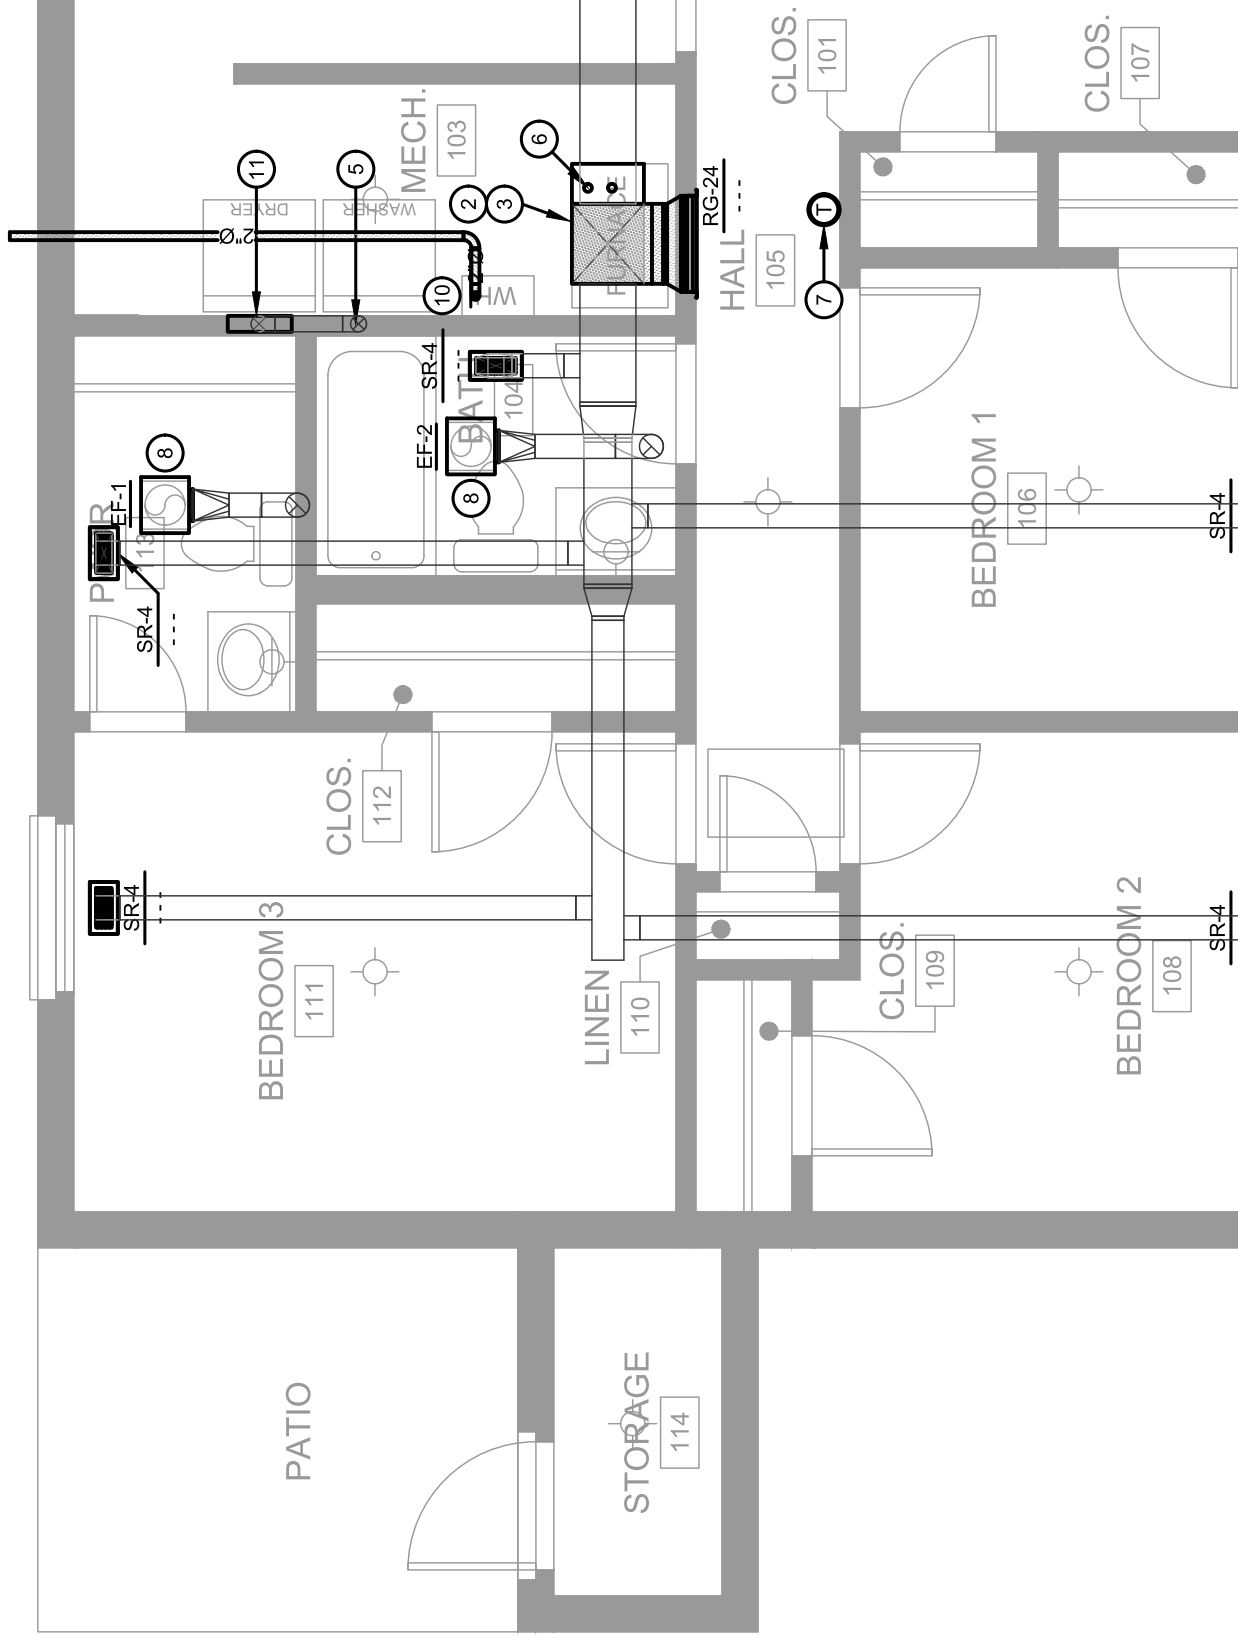 CLOS.
101
CLOS.
107
MECH.
103
11
5
6
2
3
DRYER
WASHER
2"Ø
2"Ø
10
WH
FURNACE
RG-24
---
HALL
105
T
7
SR-4
---
BATH
104
EF-2
8
8
EF-1
113
SR-4
---
BEDROOM 1
106
SR-4
CLOS.
112
SR-4
---
BEDROOM 3
111
LINEN
110
CLOS.
109
BEDROOM 2
108
SR-4
PATIO
STORAGE
114